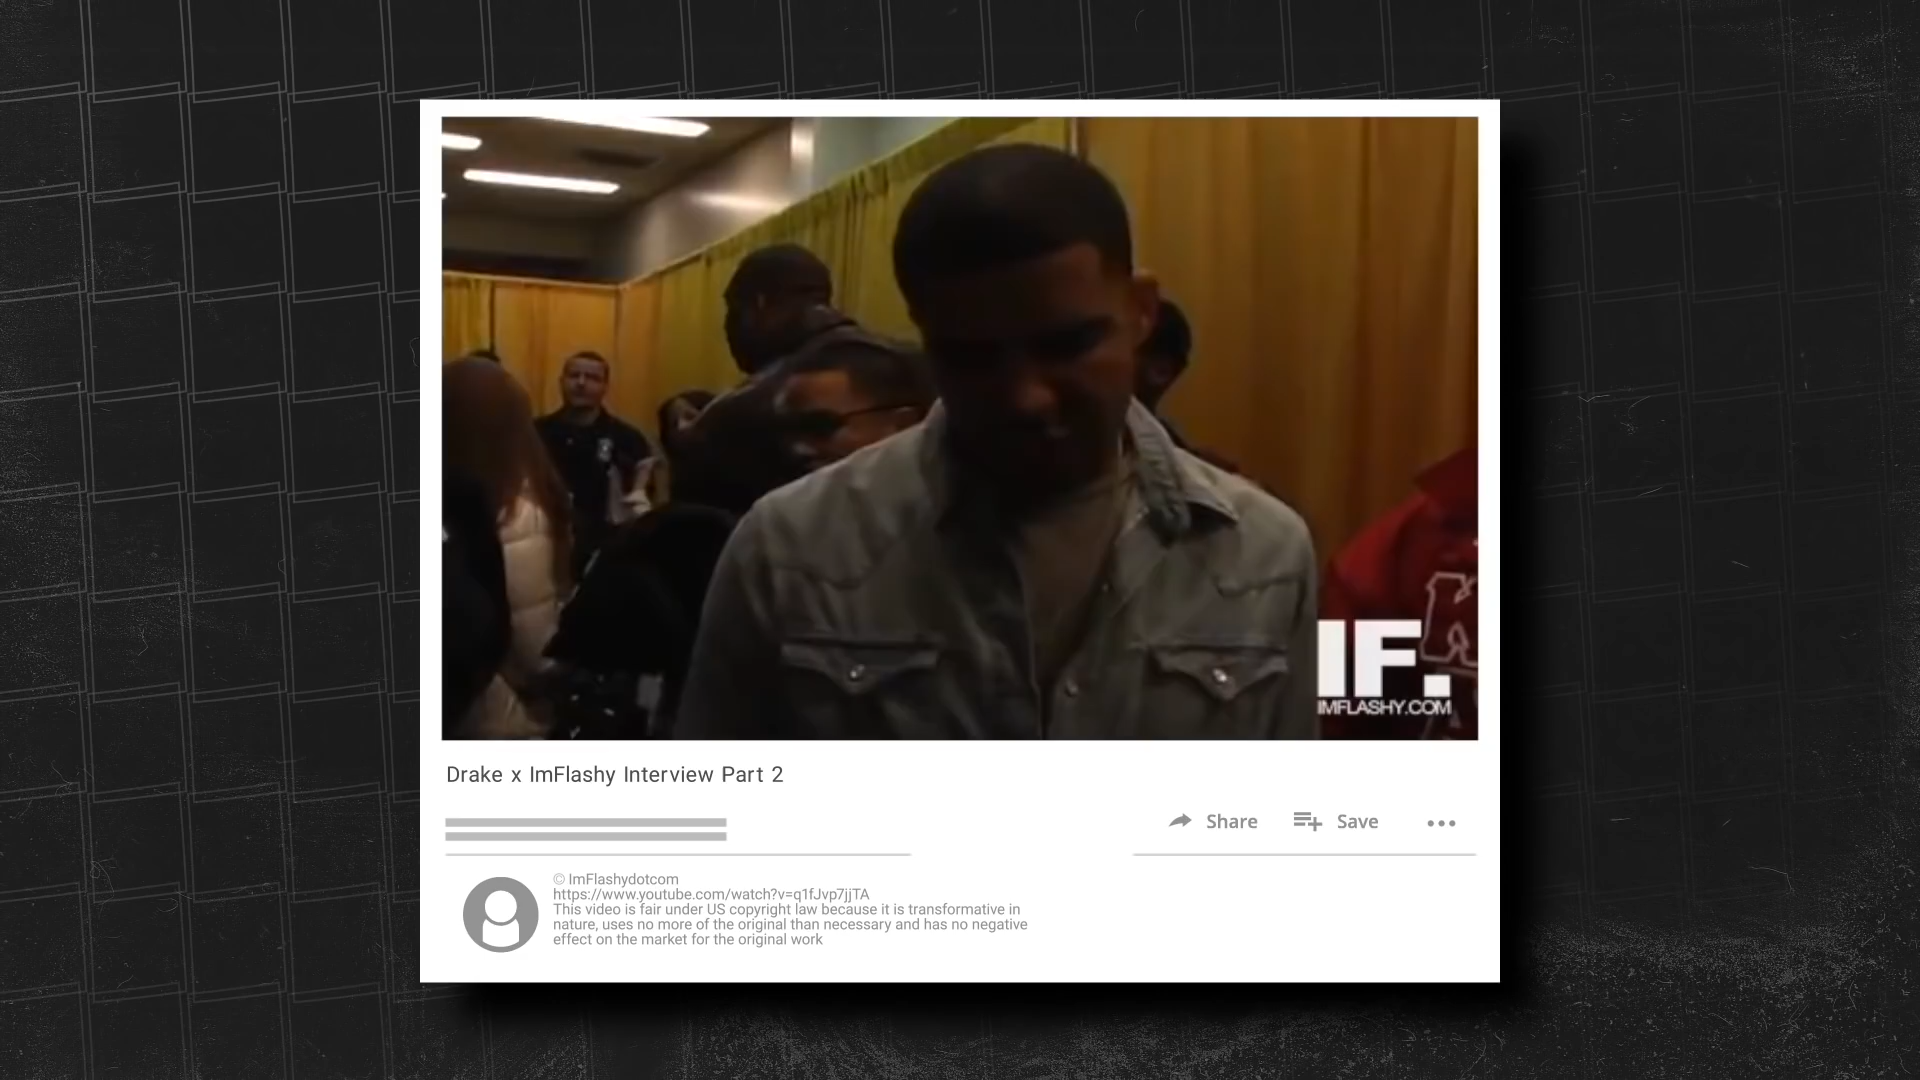 IF.
IMFLASHY.COM
Drake x ImFlashy Interview Part 2
Share
Save
© ImFlashydotcom
https://www.youtube.com/watch?v=q1fJvp7jjTA
This video is fair under US copyright law because it is transformative in
nature, uses no more of the original than necessary and has no negative
effect on the market for the original work